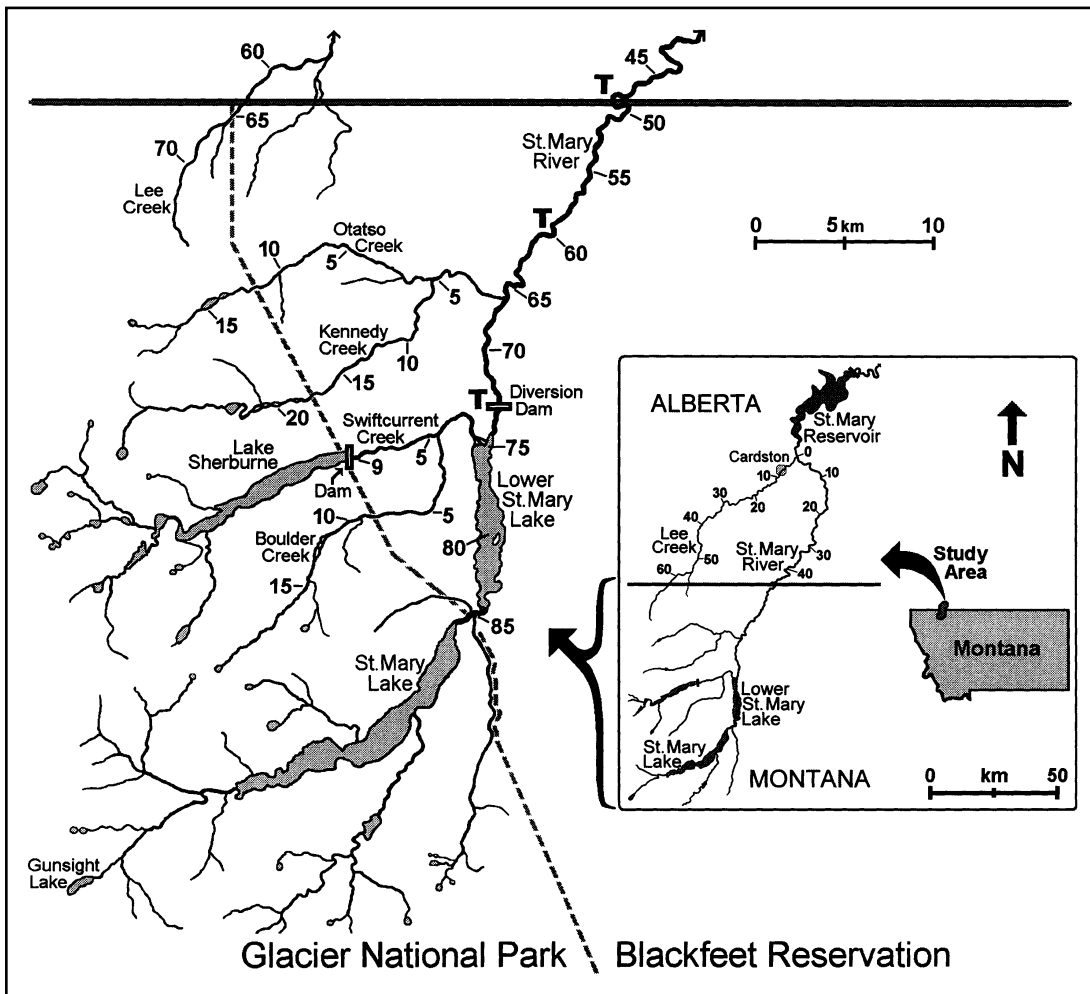 60
45
T
65
50
70
St. Mary
River
Lee
Creek
55
T
0 5 km 10
Otatso
Creek
10
5
60
5
65
15
Kennedy
Creek
10
70
15
T
Diversion
Dam
20
Swiftcurrent
Creek
75
Lake
Sherburne
5
9
Dam
Lower
St. Mary
Lake
10
5
Boulder
Creek
80
15
85
St. Mary
Lake
Gunsight
Lake
Glacier National Park
Blackfeet Reservation
ALBERTA
St. Mary
Reservoir
N
Cardston
0
10
10
30
20
20
40
Lee
Creek
50
St. Mary
River
30
60
40
Study
Area
Montana
Lower
St. Mary
Lake
St. Mary
Lake
MONTANA
0 km 50